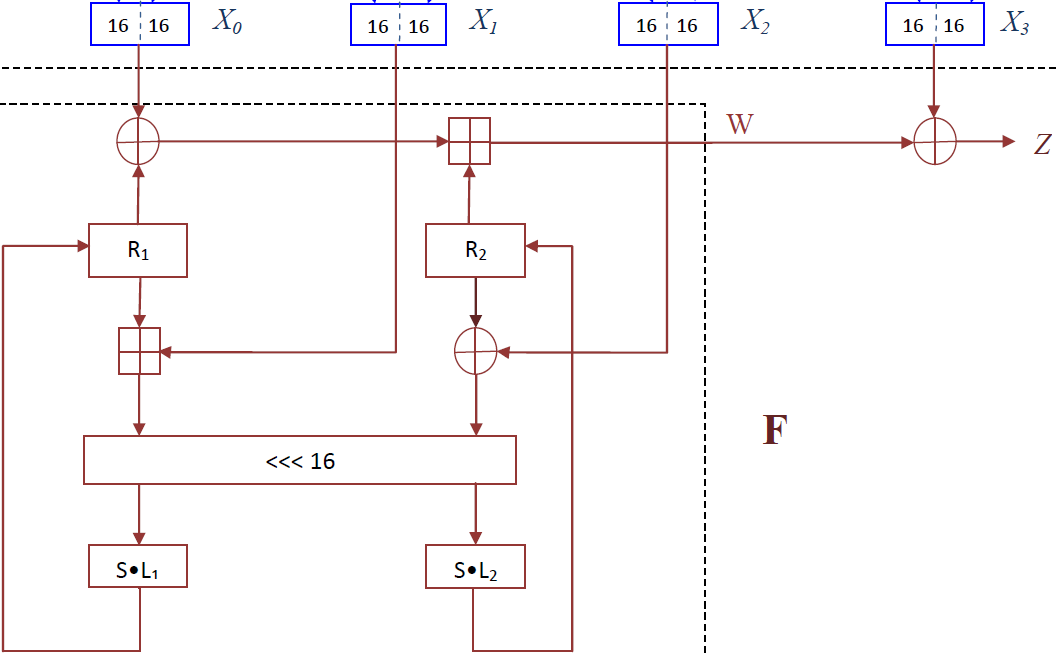 16 16 X₀ 16 16 X₁ 16 16 X₂ 16 16 X₃
W
Z
R₁ R₂
F
<<< 16
S•L₁ S•L₂